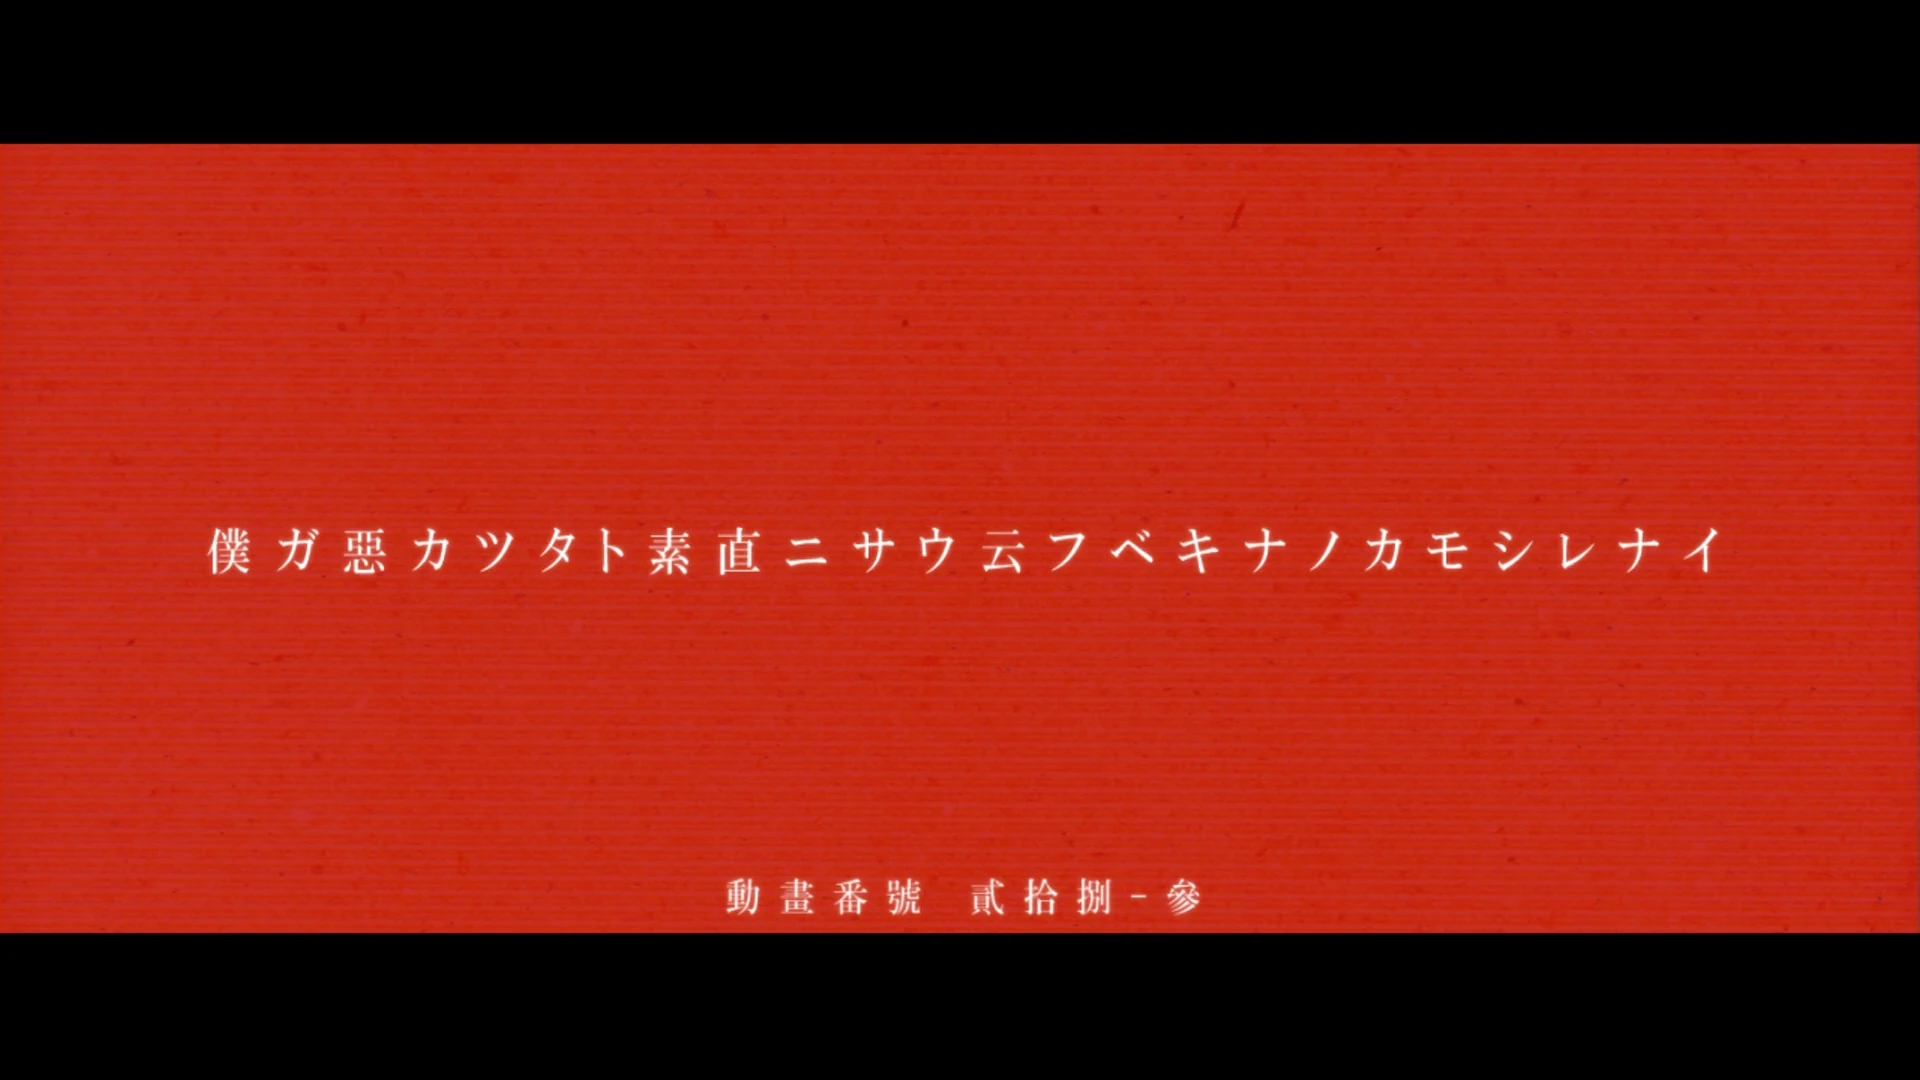 僕ガ惡カツタト素直ニサウ云フベキナノカモシレナイ
動畫番號 貳拾捌-參